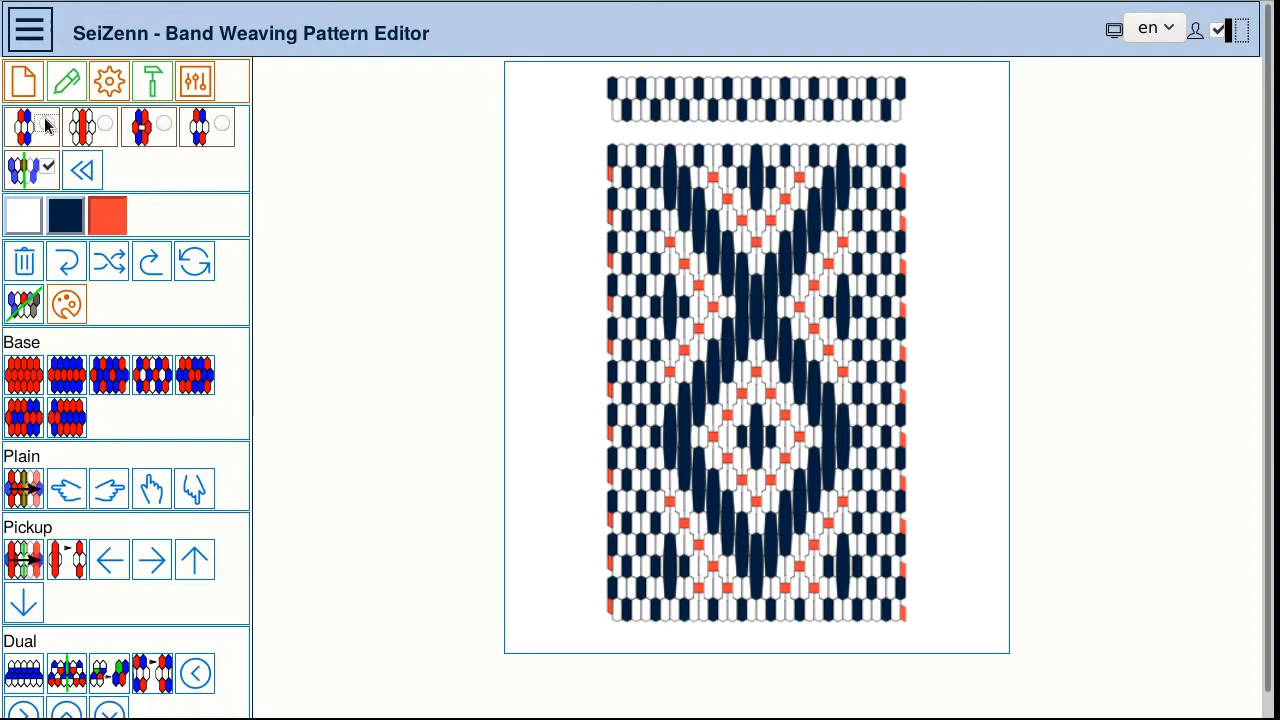 SeiZenn - Band Weaving Pattern Editor
en
Base
Plain
Pickup
Dual